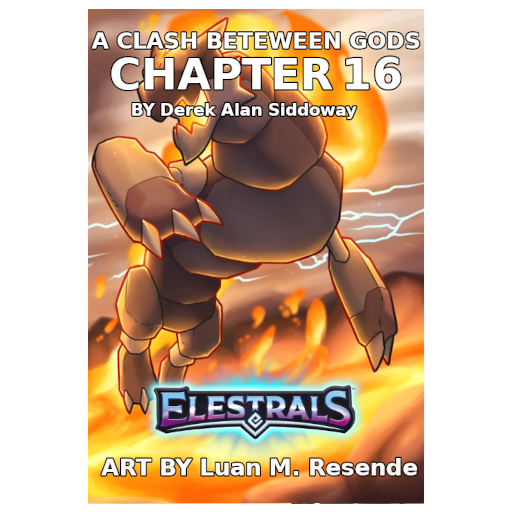 A CLASH BETEWEEN GODS
CHAPTER 16
BY Derek Alan Siddoway
ELESTRALS
ART BY Luan M. Resende